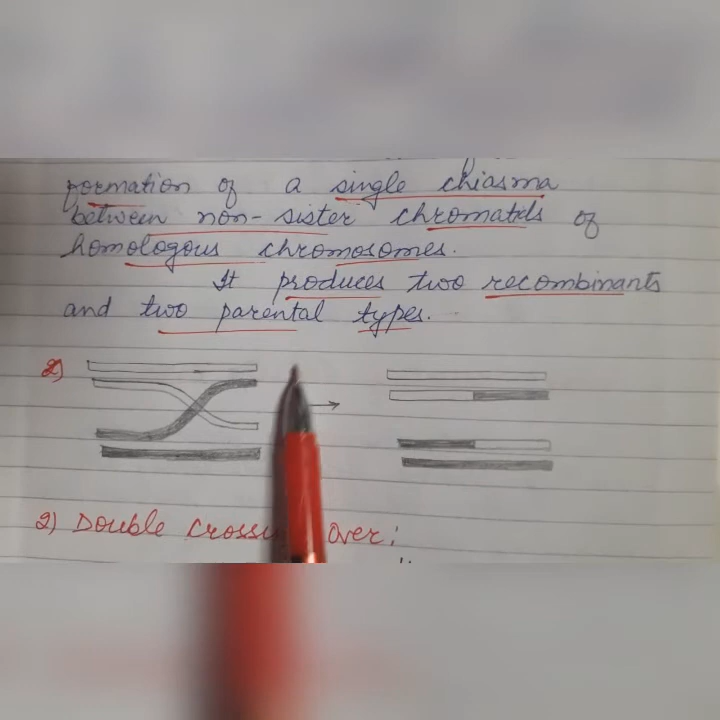 formation of a single chiasma
between non-sister chromatids of
homologous chromosomes.
It produces two recombinants
and two parental types.
2)
2) Double over: